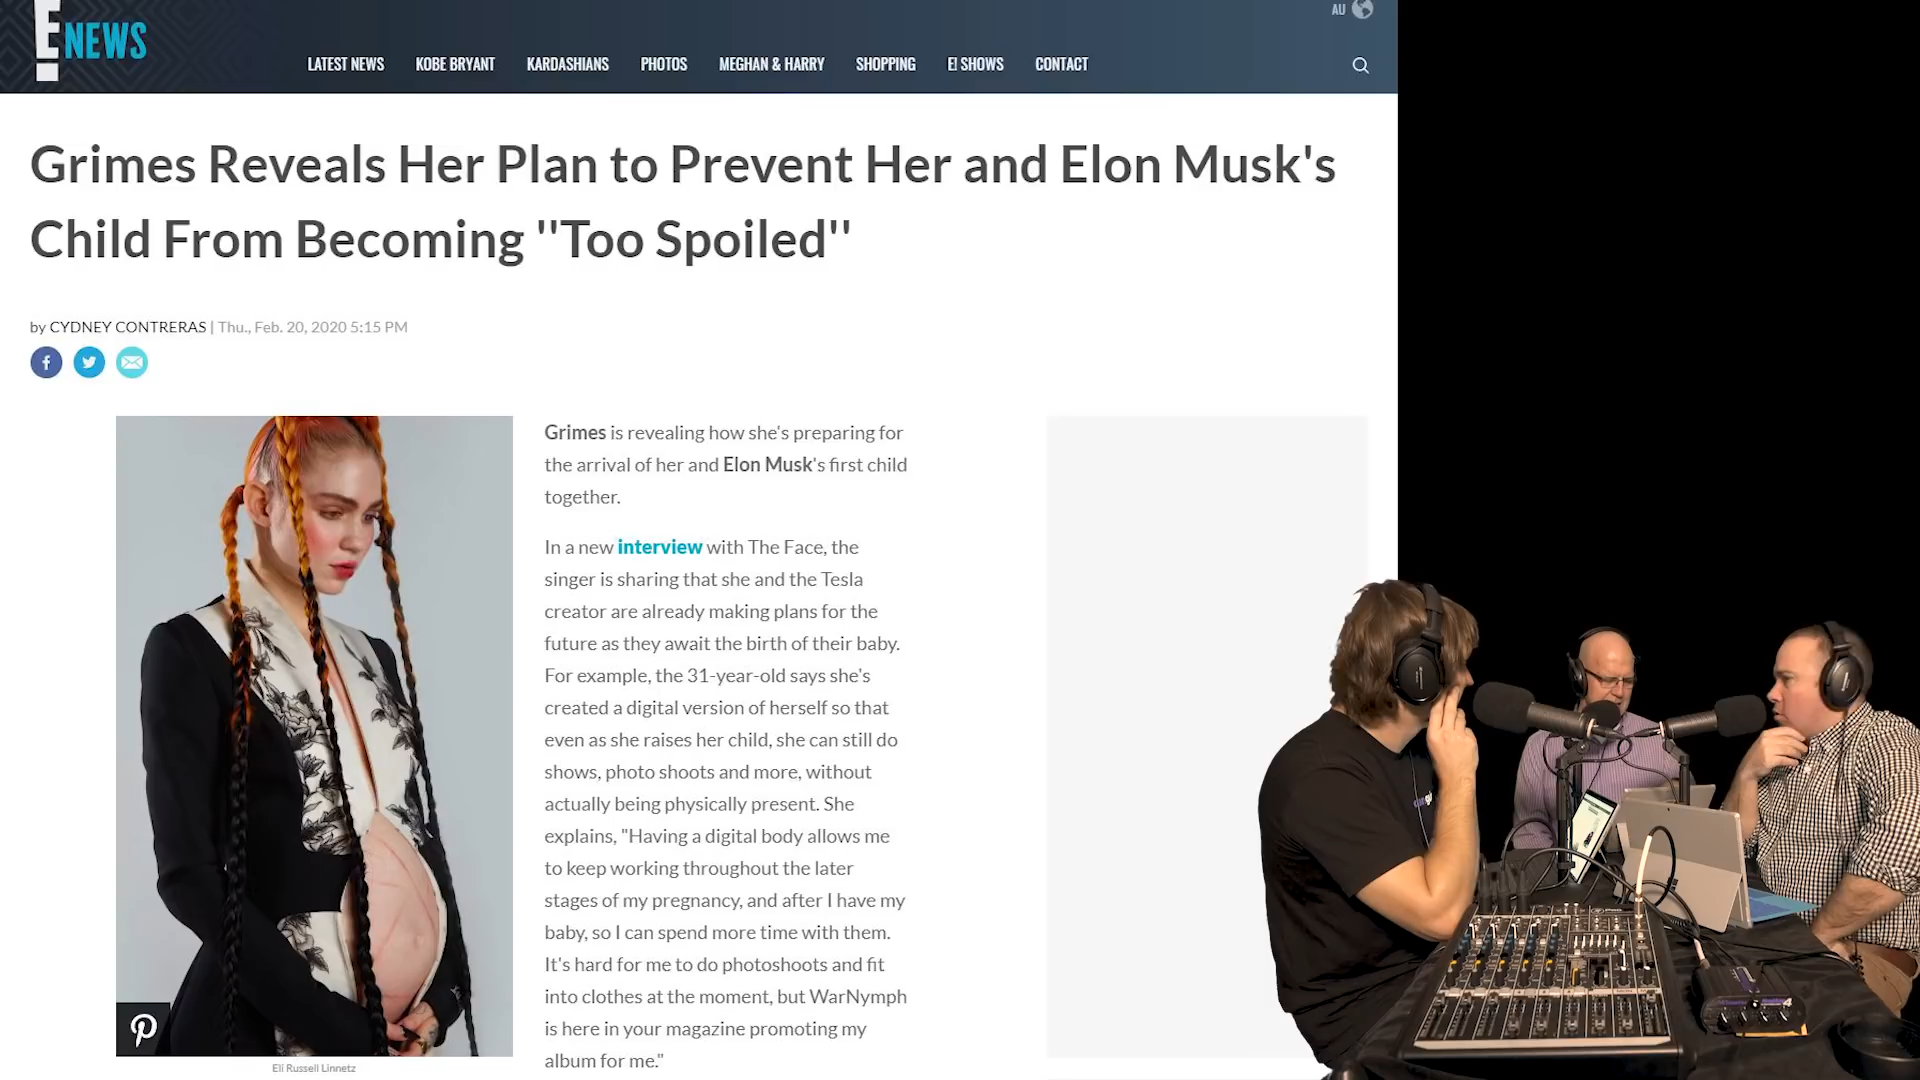 E! NEWS
AU
LATEST NEWS KOBE BRYANT KARDASHIANS PHOTOS MEGHAN & HARRY SHOPPING E! SHOWS CONTACT
Grimes Reveals Her Plan to Prevent Her and Elon Musk's
Child From Becoming ''Too Spoiled''
by CYDNEY CONTRERAS | Thu., Feb. 20, 2020 5:15 PM
Grimes is revealing how she's preparing for
the arrival of her and Elon Musk's first child
together.
In a new interview with The Face, the
singer is sharing that she and the Tesla
creator are already making plans for the
future as they await the birth of their baby.
For example, the 31-year-old says she's
created a digital version of herself so that
even as she raises her child, she can still do
shows, photo shoots and more, without
actually being physically present. She
explains, "Having a digital body allows me
to keep working throughout the later
stages of my pregnancy, and after I have my
baby, so I can spend more time with them.
It's hard for me to do photoshoots and fit
into clothes at the moment, but WarNymph
is here in your magazine promoting my
album for me."
Eli Russell Linnetz